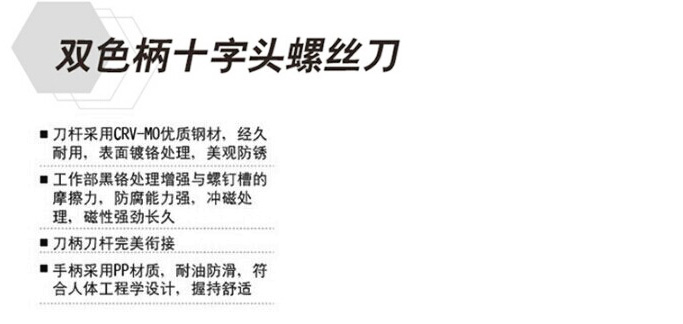 双色柄十字头螺丝刀
■ 刀杆采用CRV-MO优质钢材，经久
耐用，表面镀铬处理，美观防锈
■ 工作部黑铬处理增强与螺钉槽的
摩擦力，防腐能力强，冲磁处
理，磁性强劲长久
■ 刀柄刀杆完美衔接
■ 手柄采用PP材质，耐油防滑，符
合人体工程学设计，握持舒适